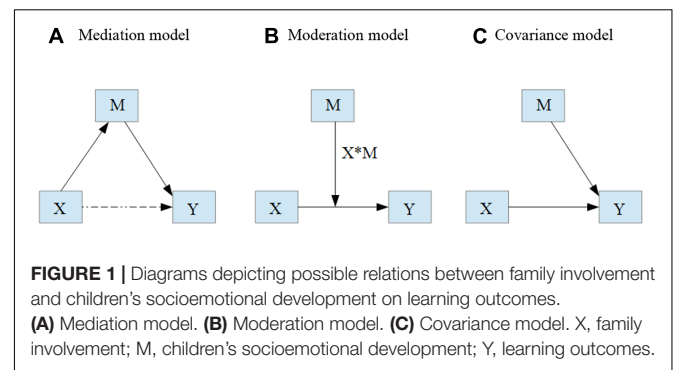 A Mediation model B Moderation model C Covariance model
M M M
X*M
X Y X Y X Y
FIGURE 1 | Diagrams depicting possible relations between family involvement
and children's socioemotional development on learning outcomes.
(A) Mediation model. (B) Moderation model. (C) Covariance model. X, family
involvement; M, children's socioemotional development; Y, learning outcomes.